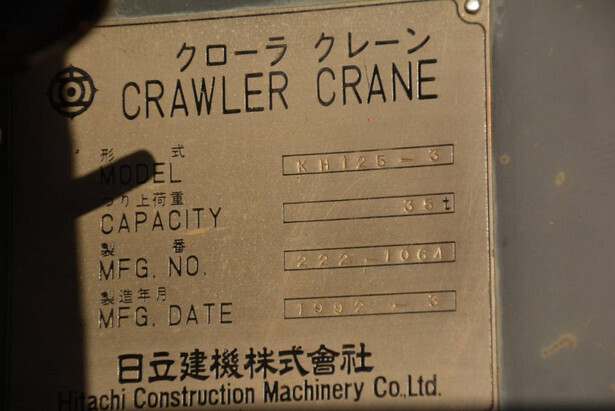 クローラ クレーン
CRAWLER CRANE
形 式
MODEL KH125-3
つり上荷重
CAPACITY 35t
製 番
MFG. NO. 222-1064
製造年月
MFG. DATE 1992-3
日立建機株式會社
Hitachi Construction Machinery Co.,Ltd.